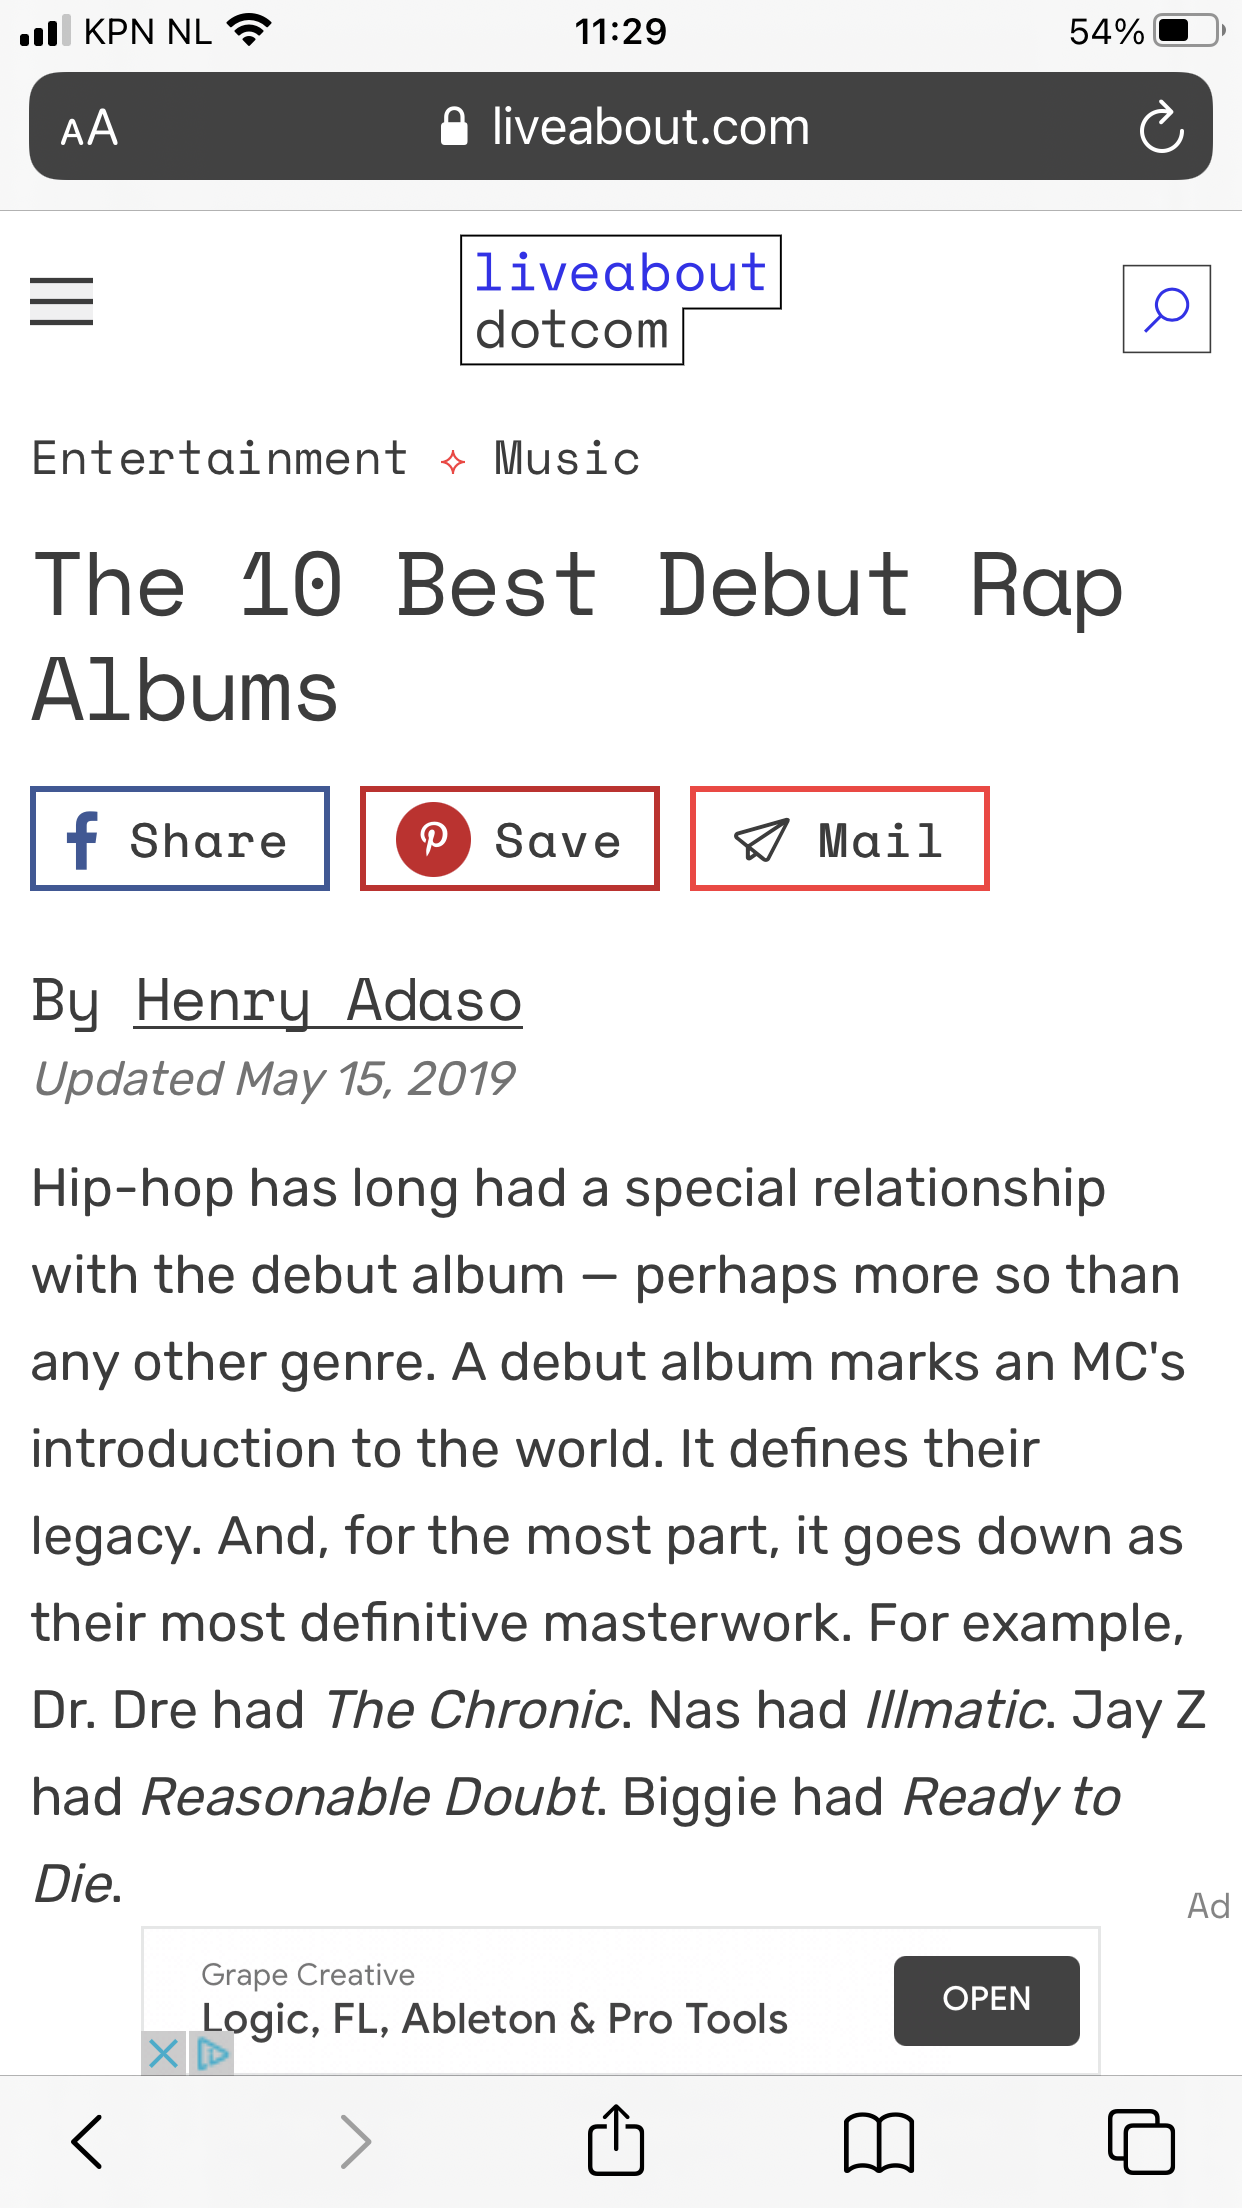 KPN NL 11:29 54%
AA liveabout.com
liveabout
dotcom
Entertainment Music
The 10 Best Debut Rap
Albums
Share Save Mail
By Henry Adaso
Updated May 15, 2019
Hip-hop has long had a special relationship
with the debut album — perhaps more so than
any other genre. A debut album marks an MC's
introduction to the world. It defines their
legacy. And, for the most part, it goes down as
their most definitive masterwork. For example,
Dr. Dre had The Chronic. Nas had Illmatic. Jay Z
had Reasonable Doubt. Biggie had Ready to
Die.
Ad
Grape Creative
Logic, FL, Ableton & Pro Tools
OPEN